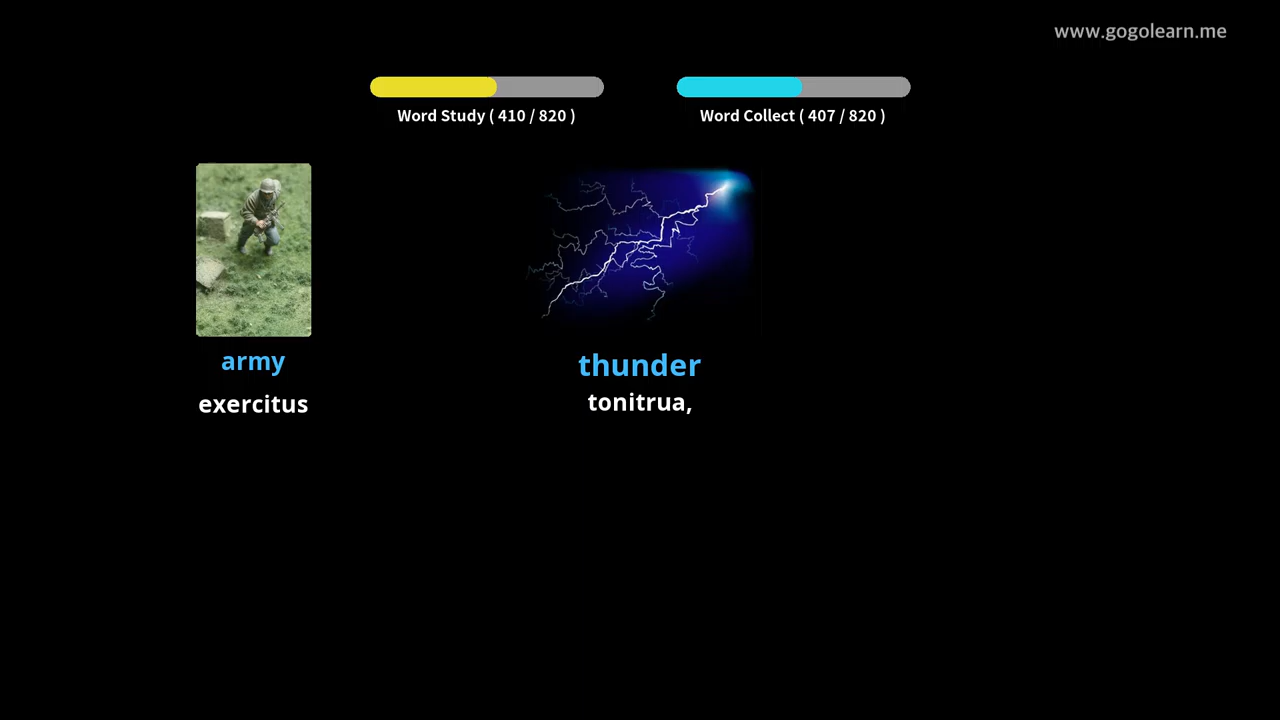 www.gogolearn.me
Word Study ( 410 / 820 )
Word Collect ( 407 / 820 )
army
exercitus
thunder
tonitrua,